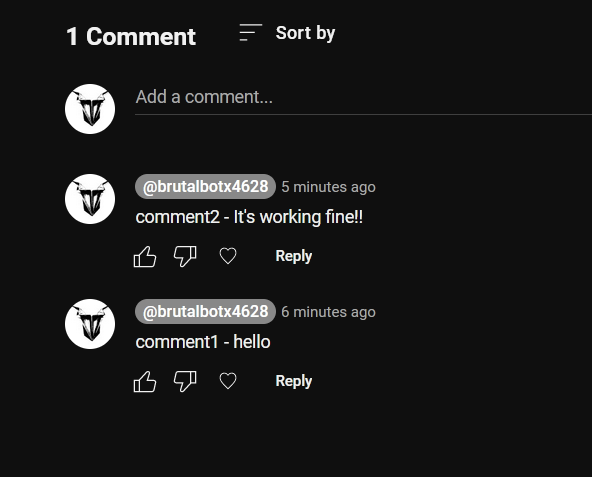 1 Comment Sort by
Add a comment...
@brutalbotx4628 5 minutes ago
comment2 - It's working fine!!
Reply
@brutalbotx4628 6 minutes ago
comment1 - hello
Reply